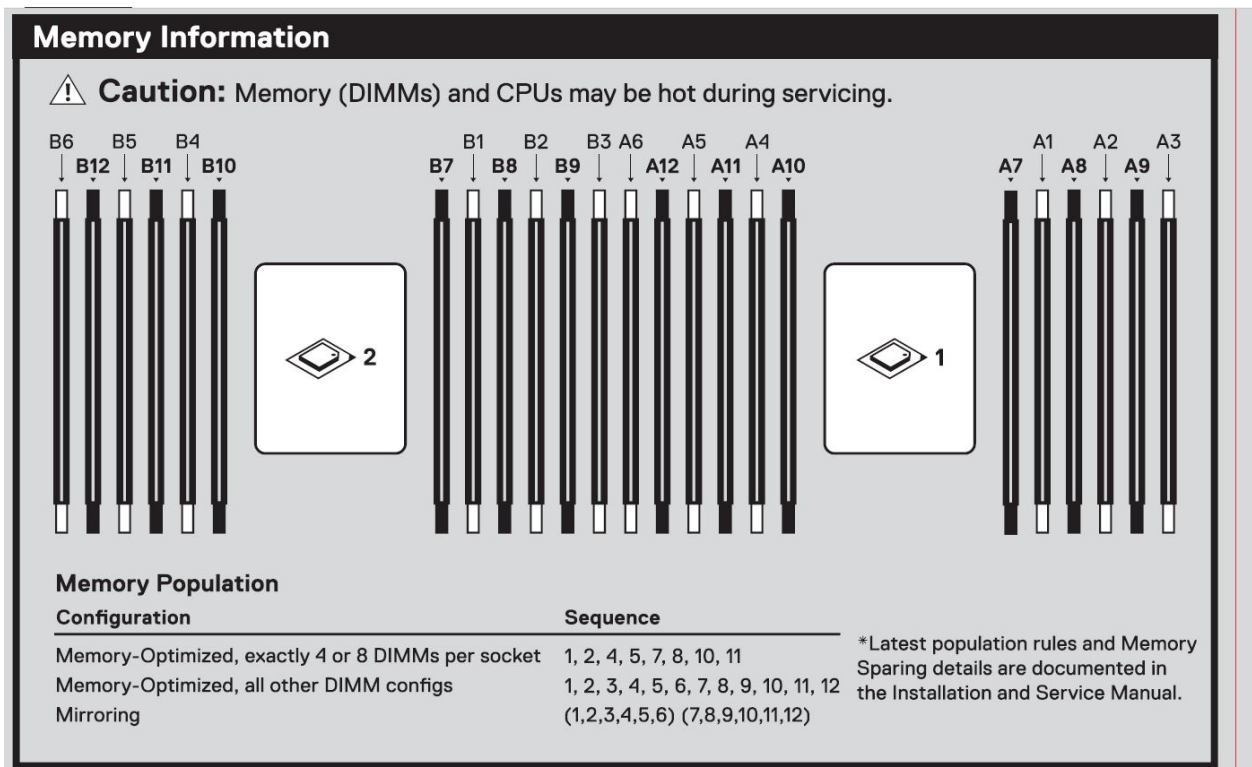 Memory Information
Caution: Memory (DIMMs) and CPUs may be hot during servicing.
B6 B5 B4 B1 B2 B3 A6 A5 A4 A1 A2 A3
B12 B11 B10 B7 B8 B9 A12 A11 A10 A7 A8 A9
2
1
Memory Population
Configuration Sequence
Memory-Optimized, exactly 4 or 8 DIMMs per socket 1, 2, 4, 5, 7, 8, 10, 11
Memory-Optimized, all other DIMM configs 1, 2, 3, 4, 5, 6, 7, 8, 9, 10, 11, 12
Mirroring (1,2,3,4,5,6) (7,8,9,10,11,12)
*Latest population rules and Memory
Sparing details are documented in
the Installation and Service Manual.